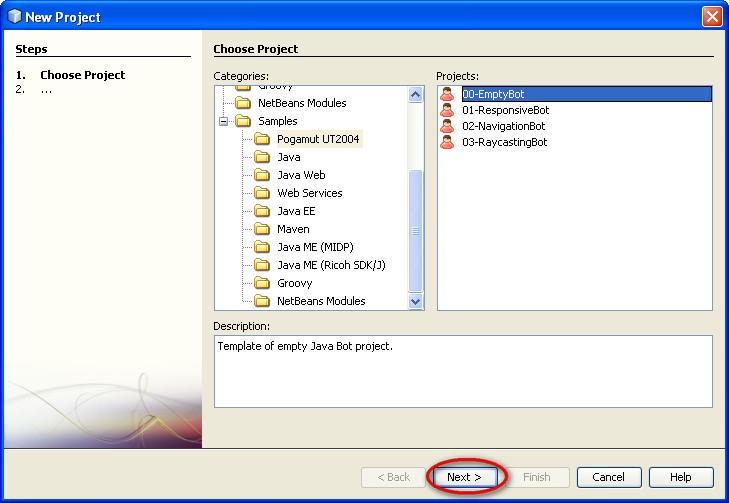 New Project
Steps
1. Choose Project
2. ...
Choose Project
Categories:
Groovy
NetBeans Modules
Samples
Pogamut UT2004
Java
Java Web
Web Services
Java EE
Maven
Java ME (MIDP)
Java ME (Ricoh SDK/J)
Groovy
NetBeans Modules
Projects:
00-EmptyBot
01-ResponsiveBot
02-NavigationBot
03-RaycastingBot
Description:
Template of empty Java Bot project.
< Back
Next >
Finish
Cancel
Help